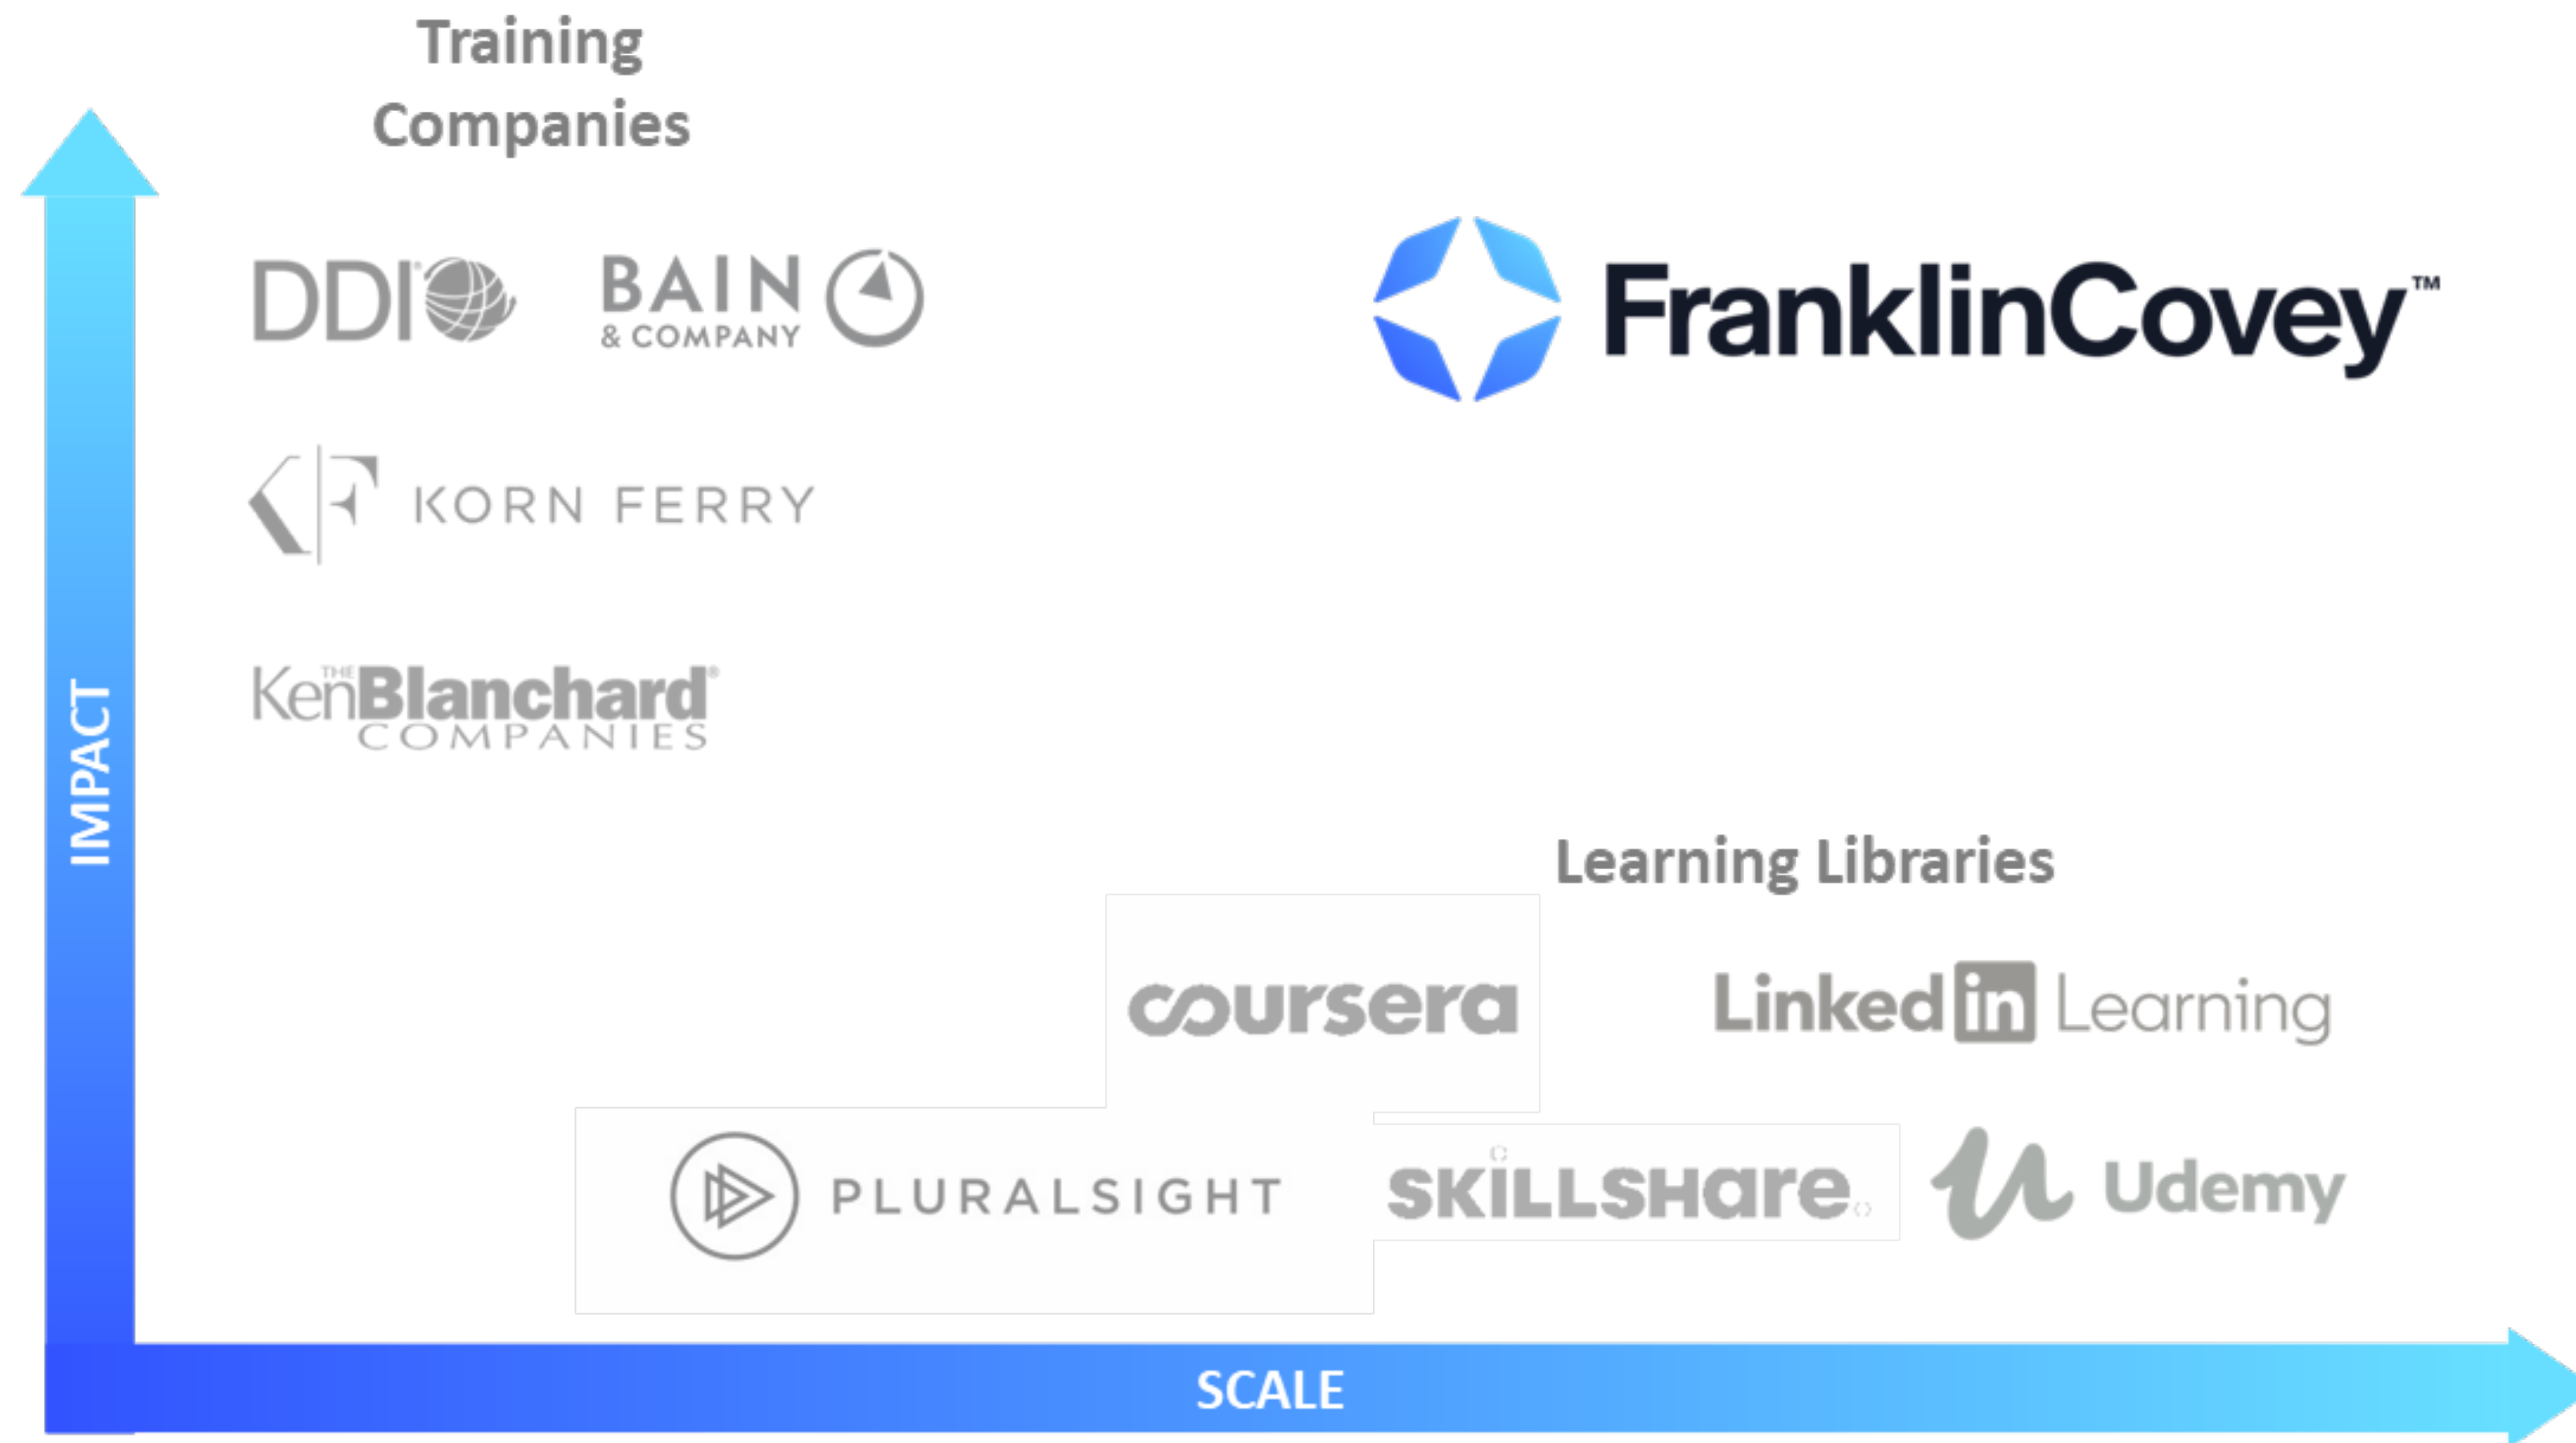 Training
Companies
DDI®
BAIN
& COMPANY
FranklinCovey™
KF KORN FERRY
THE
KenBlanchard®
COMPANIES
IMPACT
Learning Libraries
coursera
Linked in Learning
PLURALSIGHT
SKILLSHare
Udemy
SCALE